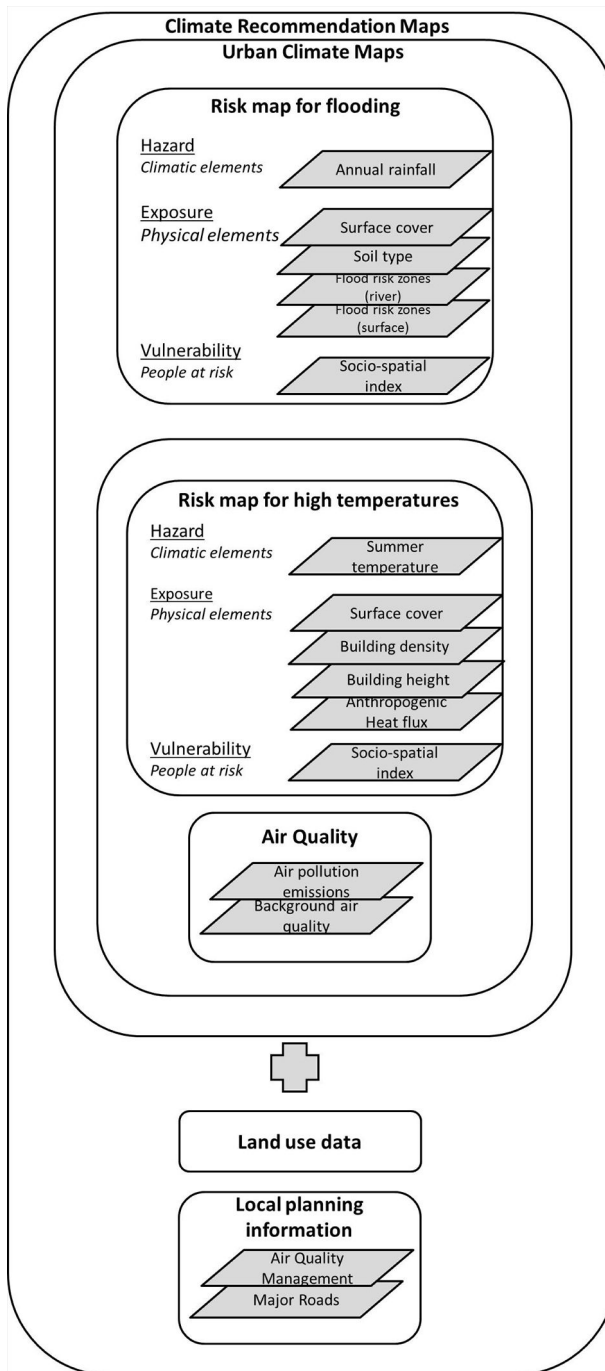 Climate Recommendation Maps
Urban Climate Maps
Risk map for flooding
Hazard
Climatic elements
Annual rainfall
Exposure
Physical elements
Surface cover
Soil type
Flood risk zones
(river)
Flood risk zones
(surface)
Vulnerability
People at risk
Socio-spatial
index
Risk map for high temperatures
Hazard
Climatic elements
Summer
temperature
Exposure
Physical elements
Surface cover
Building density
Building height
Anthropogenic
Heat flux
Vulnerability
People at risk
Socio-spatial
index
Air Quality
Air pollution
emissions
Background air
quality
Land use data
Local planning
information
Air Quality
Management
Major Roads